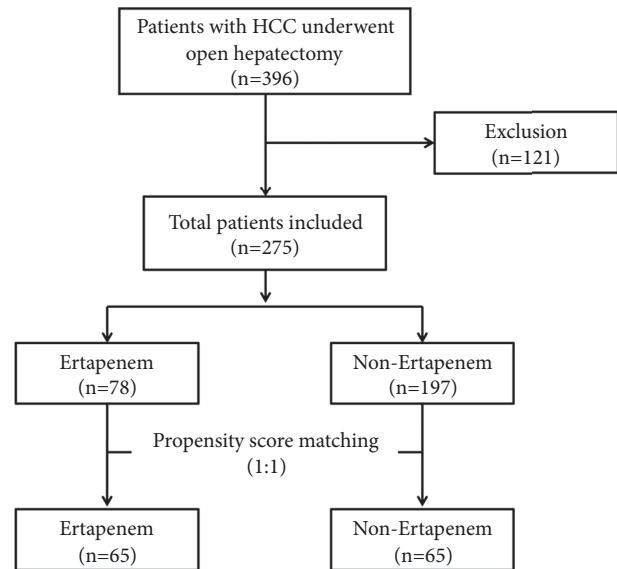 Patients with HCC underwent
open hepatectomy
(n=396)
Exclusion
(n=121)
Total patients included
(n=275)
Ertapenem
(n=78)
Non-Ertapenem
(n=197)
Propensity score matching
(1:1)
Ertapenem
(n=65)
Non-Ertapenem
(n=65)